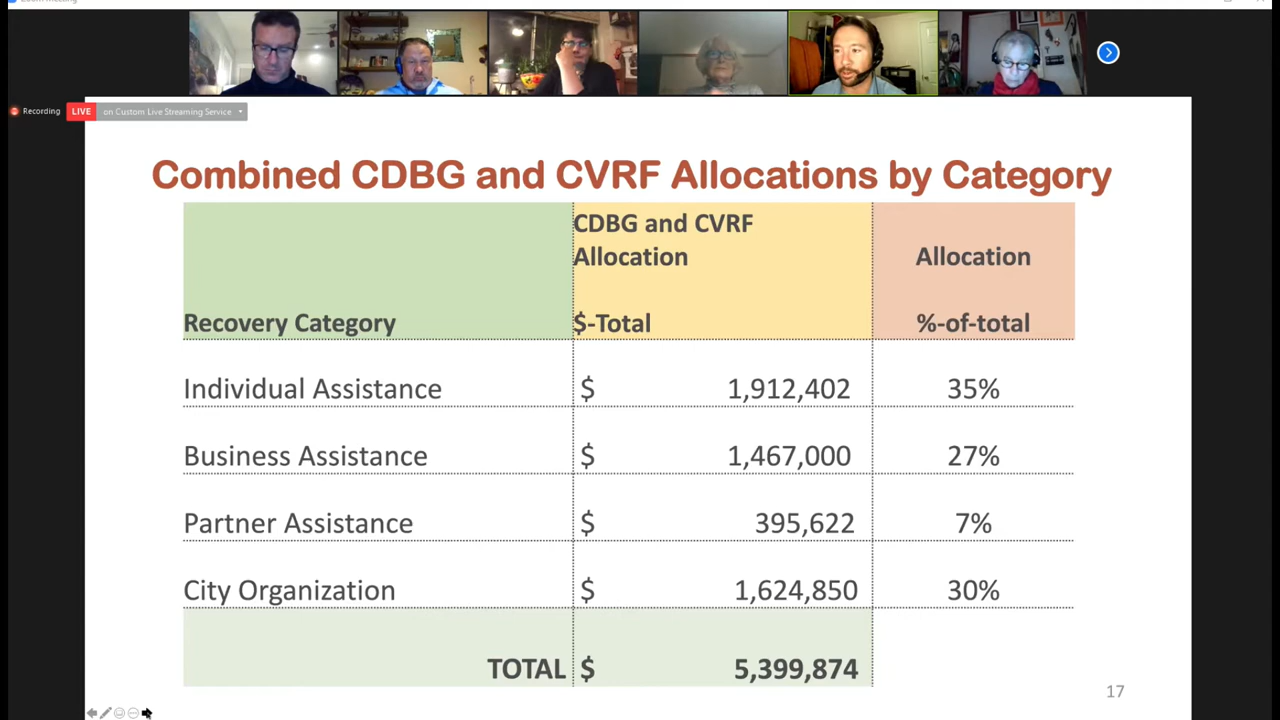 Zoom Meeting
Recording
LIVE
on Custom Live Streaming Service
Combined CDBG and CVRF Allocations by Category
CDBG and CVRF
Allocation
Allocation
Recovery Category
$-Total
%-of-total
Individual Assistance $ 1,912,402 35%
Business Assistance $ 1,467,000 27%
Partner Assistance $ 395,622 7%
City Organization $ 1,624,850 30%
TOTAL $ 5,399,874
17